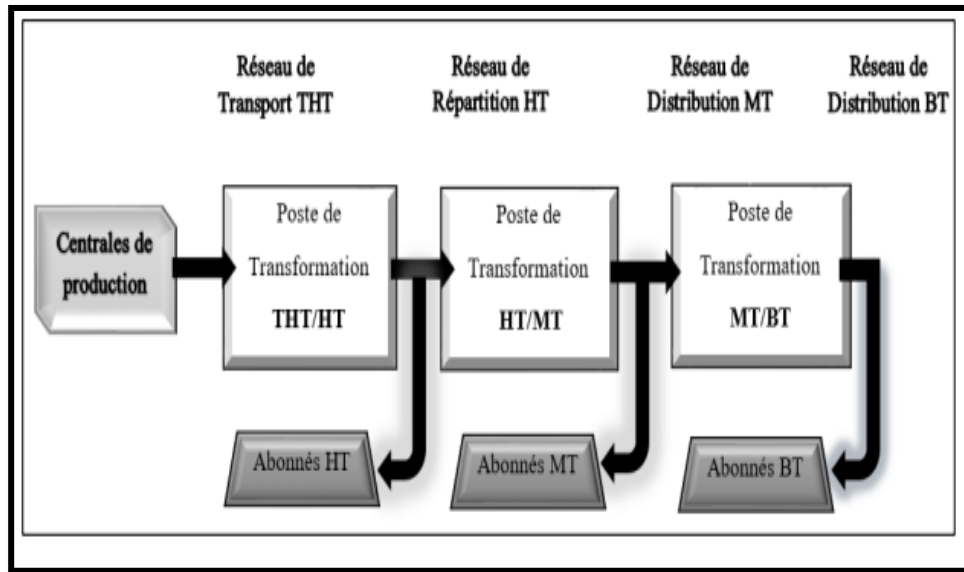 Réseau de
Transport THT
Réseau de
Répartition HT
Réseau de
Distribution MT
Réseau de
Distribution BT
Centrales de
production
Poste de
Transformation
THT/HT
Poste de
Transformation
HT/MT
Poste de
Transformation
MT/BT
Abonnés HT
Abonnés MT
Abonnés BT